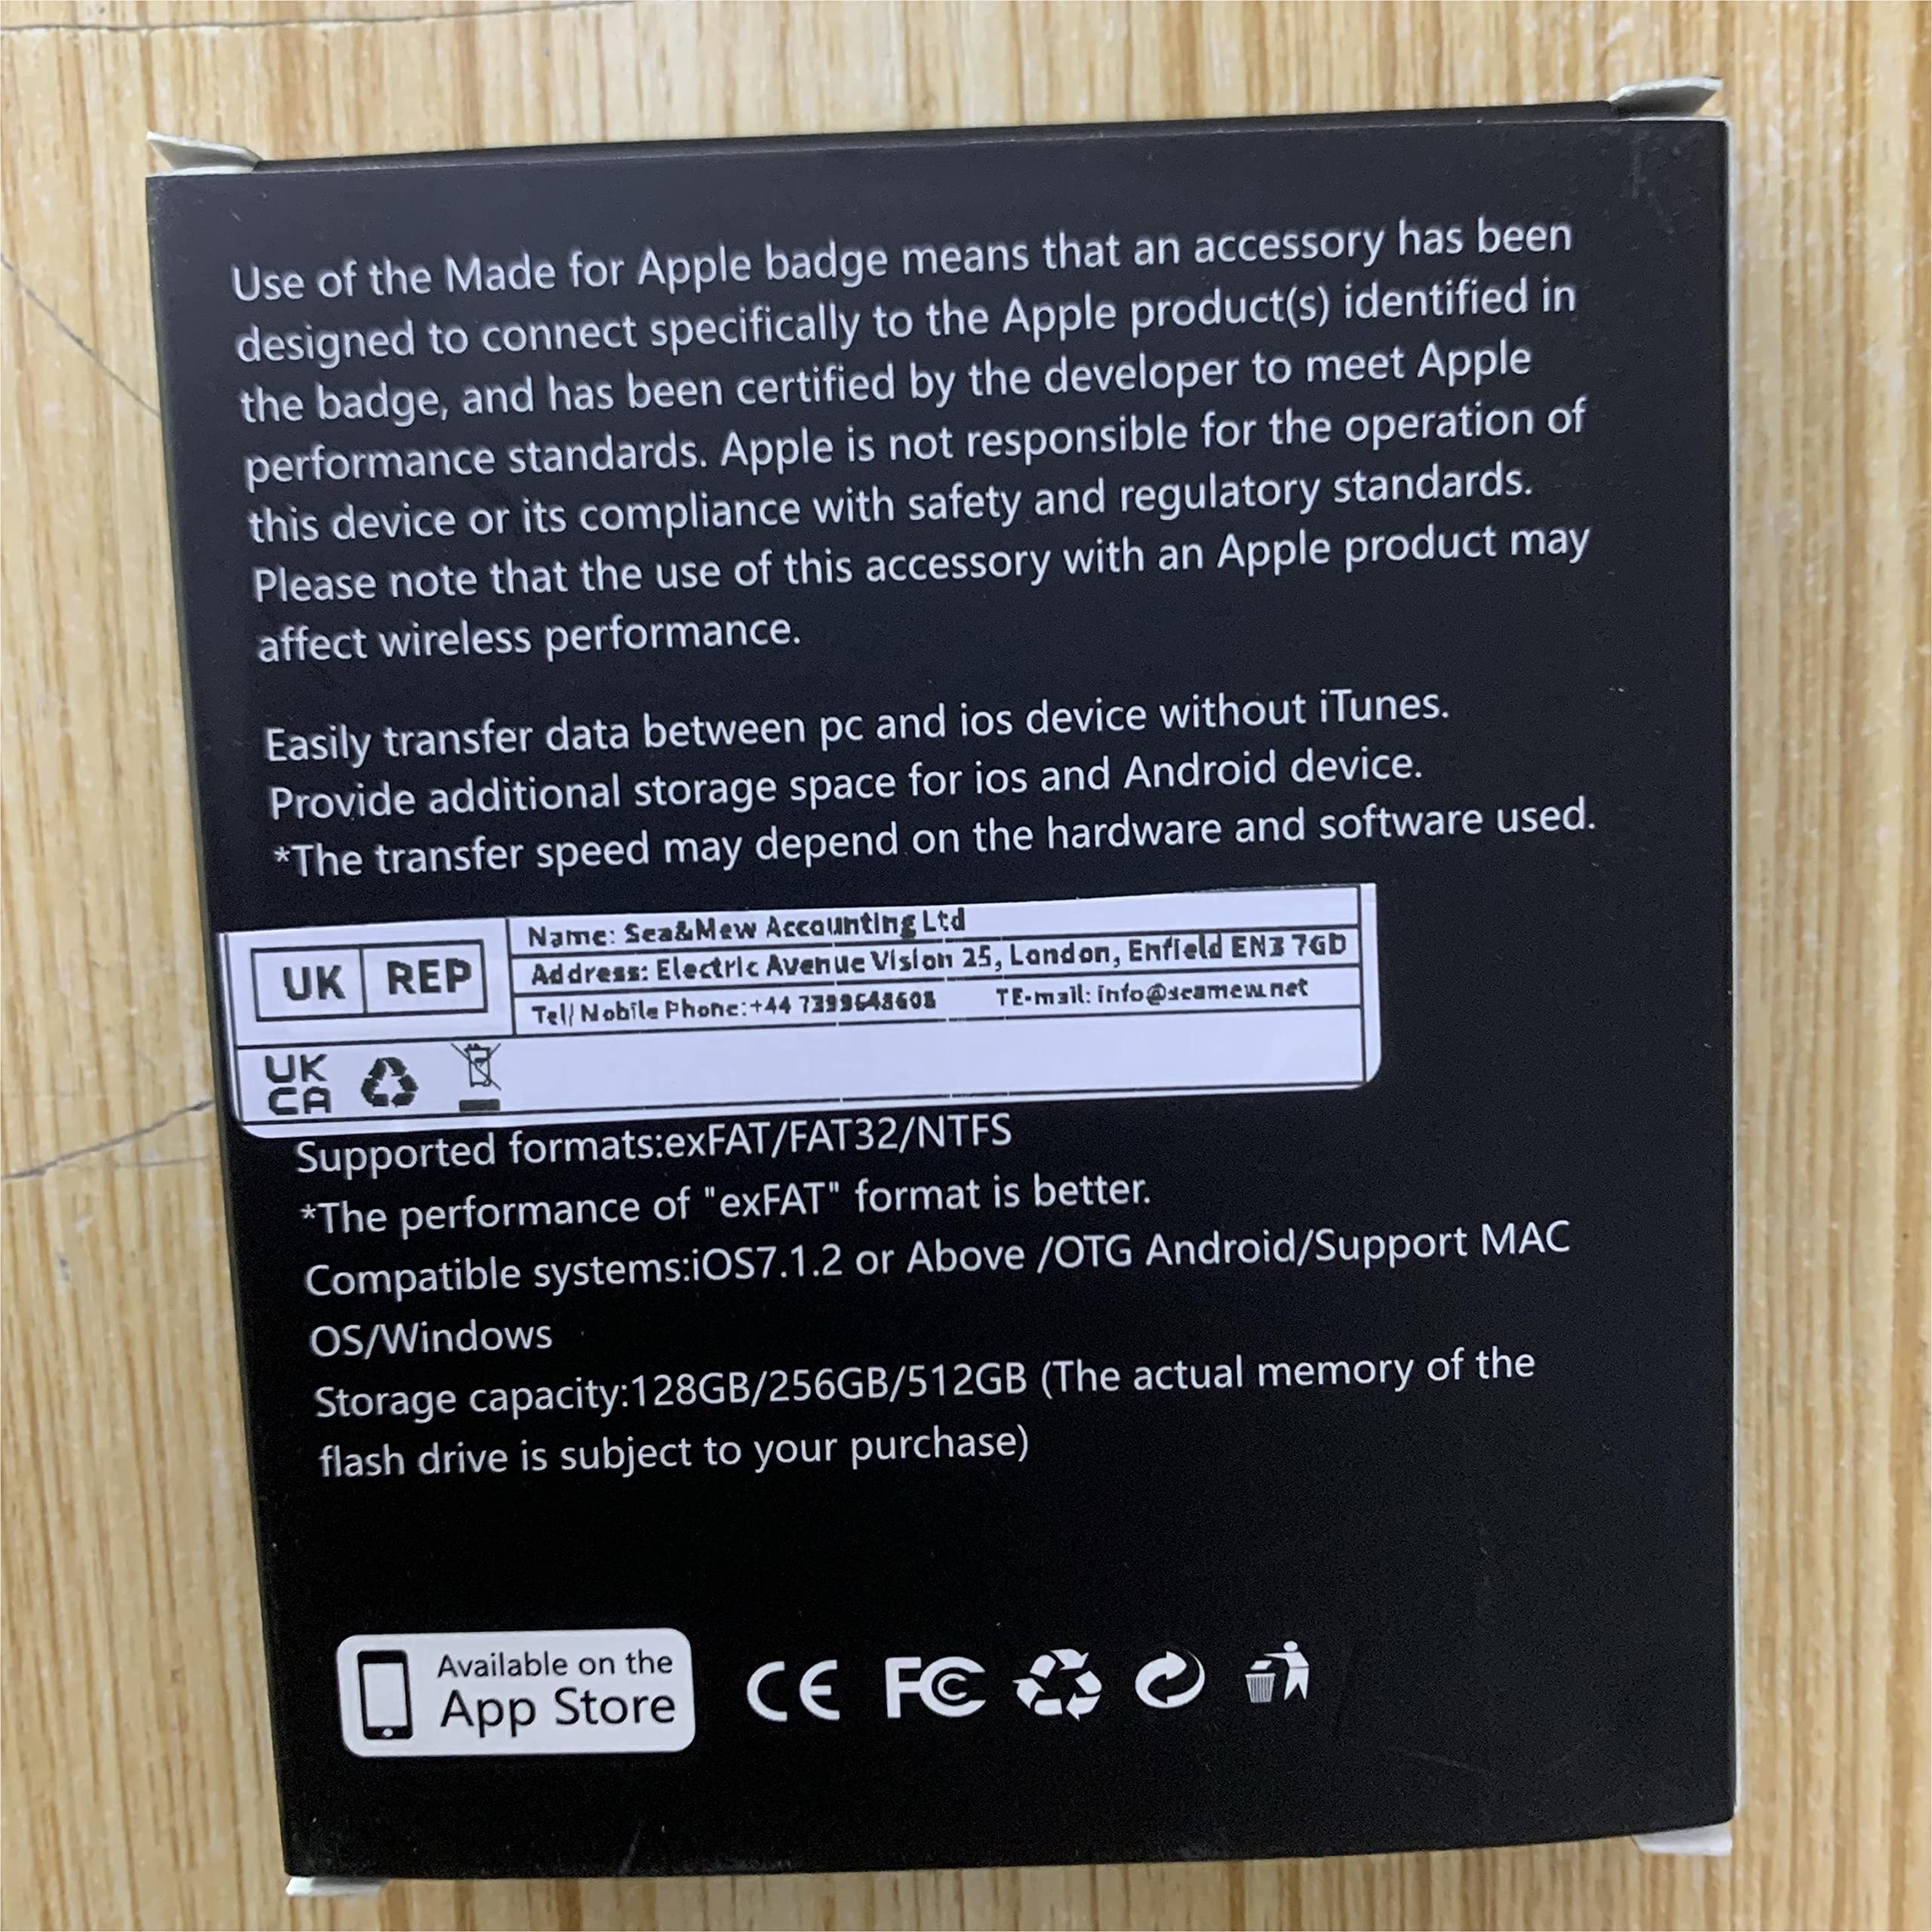 Use of the Made for Apple badge means that an accessory has been
designed to connect specifically to the Apple product(s) identified in
the badge, and has been certified by the developer to meet Apple
performance standards. Apple is not responsible for the operation of
this device or its compliance with safety and regulatory standards.
Please note that the use of this accessory with an Apple product may
affect wireless performance.
Easily transfer data between pc and ios device without iTunes.
Provide additional storage space for ios and Android device.
*The transfer speed may depend on the hardware and software used.
UK REP
Name: Sea&Mew Accounting Ltd
Address: Electric Avenue Vision 25, London, Enfield EN3 7GD
Tel/ Mobile Phone: +44 TE-mail: info@seamew.net
UK
CA
Supported formats:exFAT/FAT32/NTFS
*The performance of "exFAT" format is better.
Compatible systems:iOS7.1.2 or Above /OTG Android/Support MAC
OS/Windows
Storage capacity:128GB/256GB/512GB (The actual memory of the
flash drive is subject to your purchase)
Available on the
App Store
CE FC